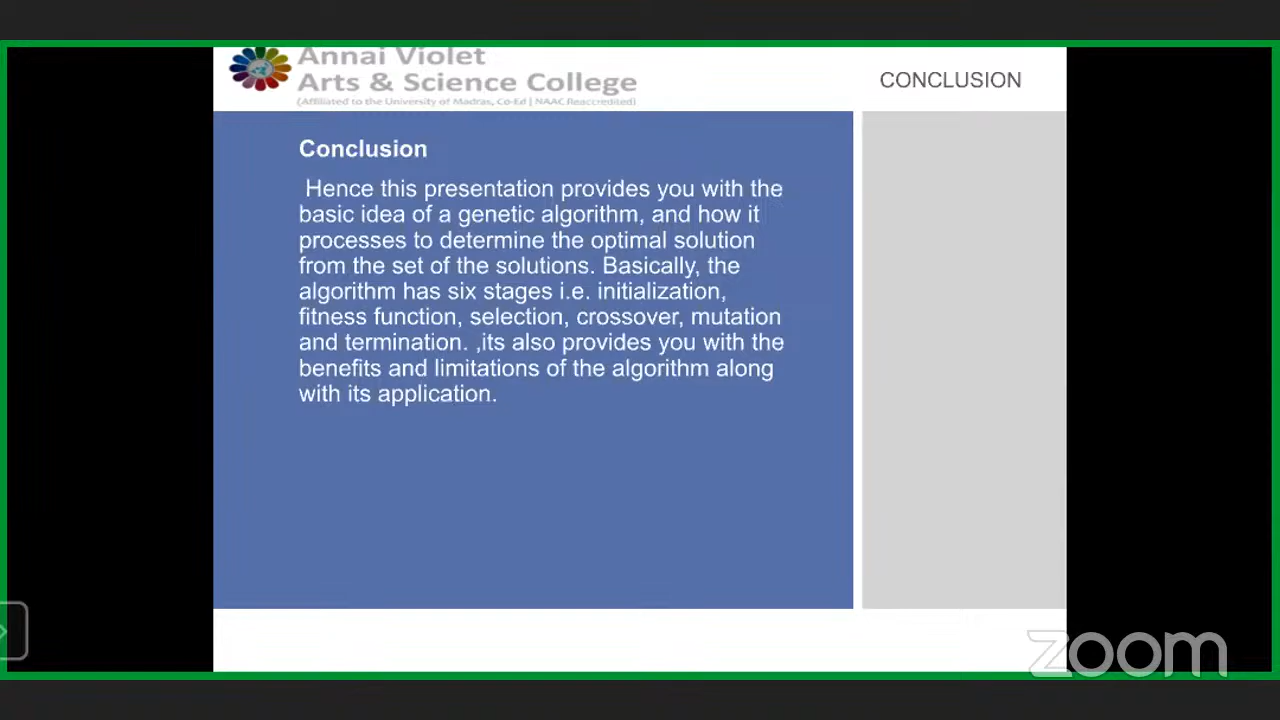 Annai Violet
Arts & Science College
(Affiliated to the University of Madras, Co-Ed | NAAC Reaccredited)
CONCLUSION
Conclusion
Hence this presentation provides you with the
basic idea of a genetic algorithm, and how it
processes to determine the optimal solution
from the set of the solutions. Basically, the
algorithm has six stages i.e. initialization,
fitness function, selection, crossover, mutation
and termination. ,its also provides you with the
benefits and limitations of the algorithm along
with its application.
zoom